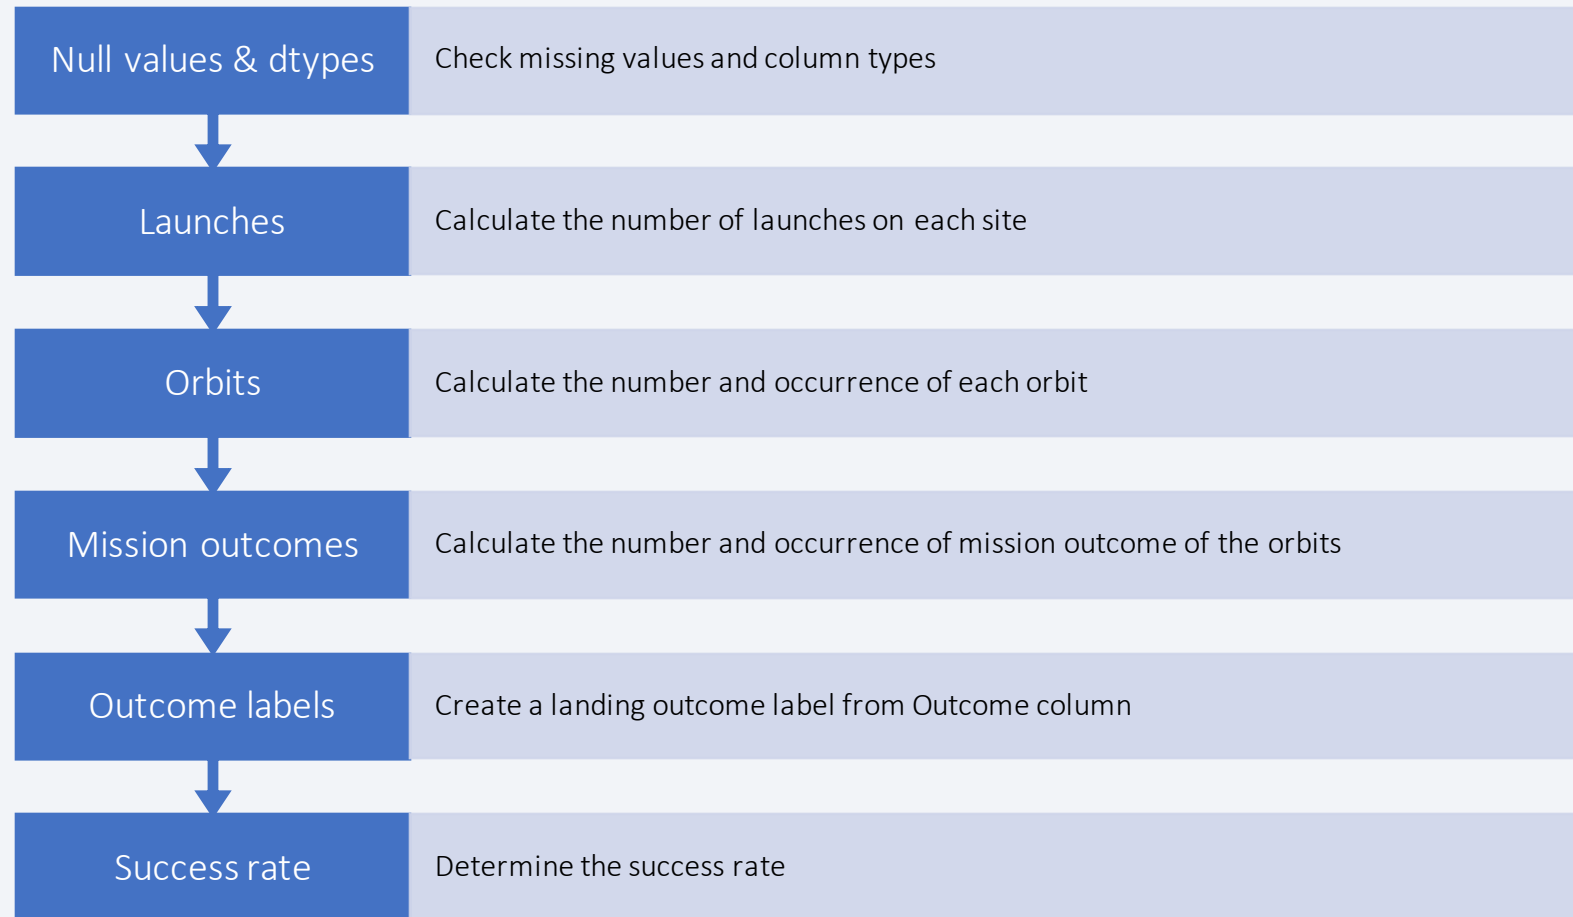 Null values & dtypes
Check missing values and column types
Launches
Calculate the number of launches on each site
Orbits
Calculate the number and occurrence of each orbit
Mission outcomes
Calculate the number and occurrence of mission outcome of the orbits
Outcome labels
Create a landing outcome label from Outcome column
Success rate
Determine the success rate